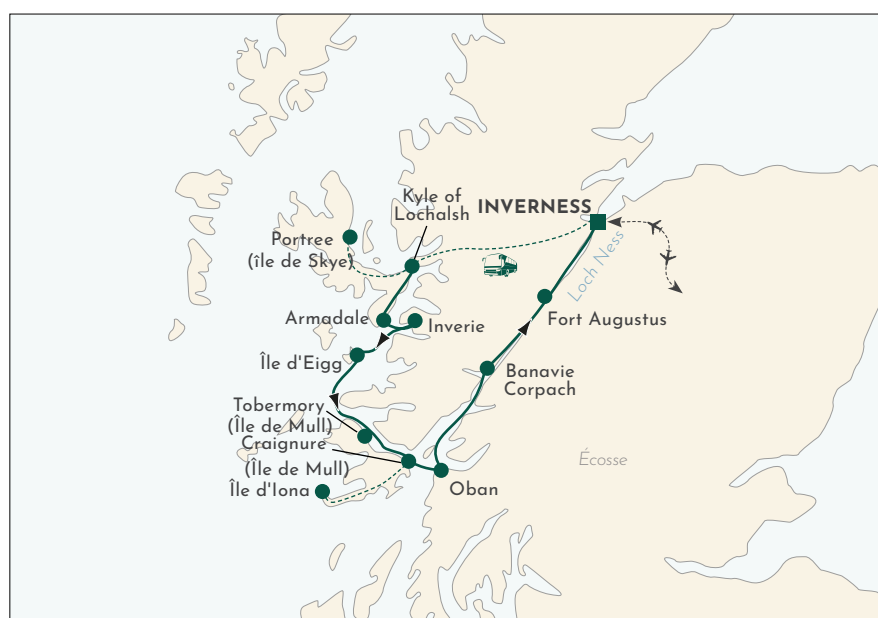 Kyle of
Lochalsh
INVERNESS
Portree
(île de Skye)
Loch Ness
Armadale
Inverie
Fort Augustus
Île d'Eigg
Banavie
Corpach
Tobermory
(Île de Mull)
Craignure
(Île de Mull)
Écosse
Île d'Iona
Oban